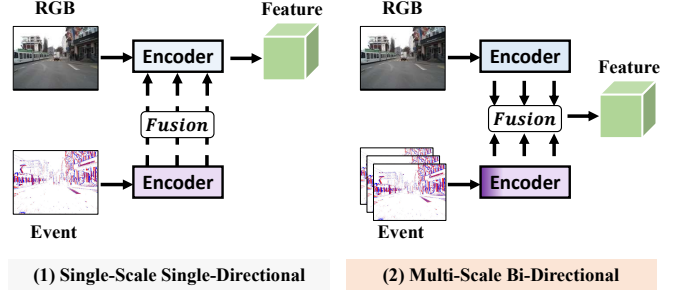 RGB
Encoder
Feature
Fusion
Encoder
Event
(1) Single-Scale Single-Directional
RGB
Encoder
Feature
Fusion
Encoder
Event
(2) Multi-Scale Bi-Directional